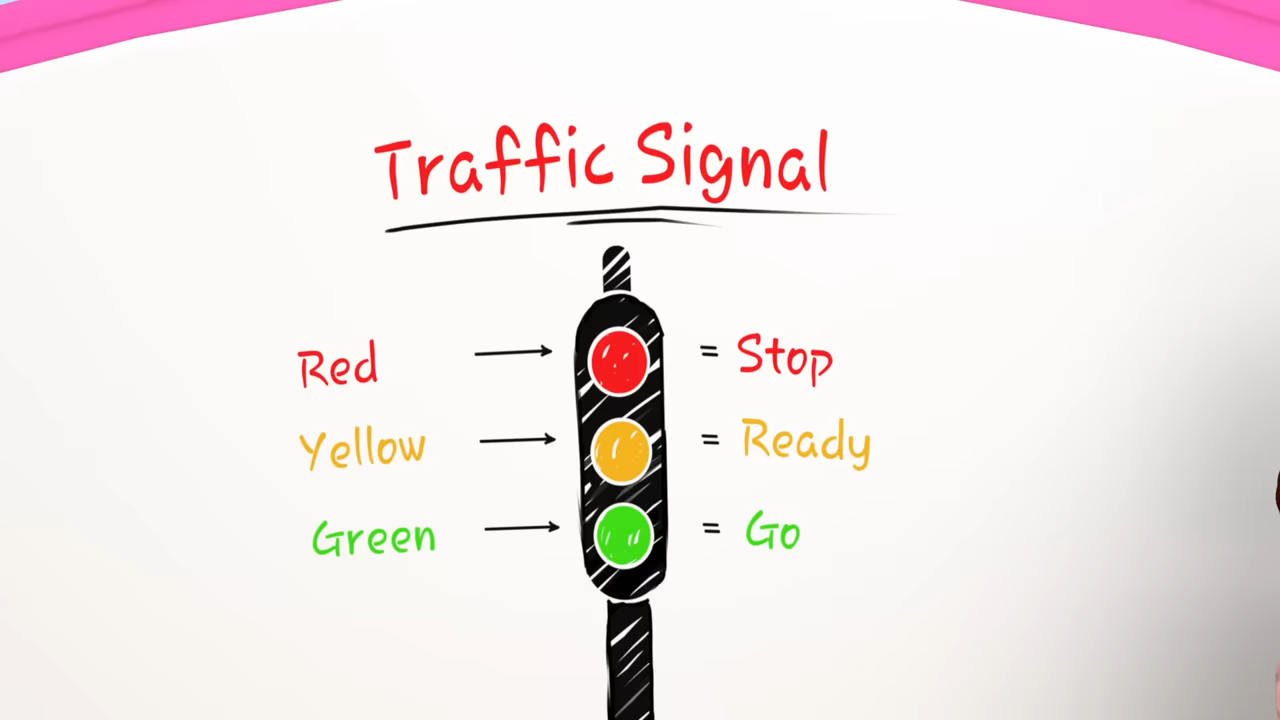 Traffic Signal
Red = Stop
Yellow = Ready
Green = Go